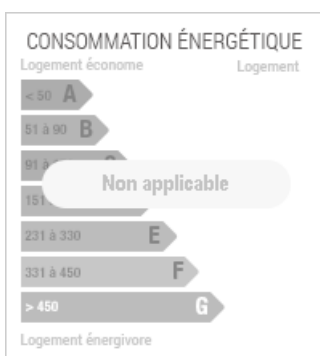 CONSOMMATION ÉNERGÉTIQUE
Logement économe Logement
< 50 A
51 à 90 B
91 à
Non applicable
151
231 à 330 E
331 à 450 F
> 450 G
Logement énergivore